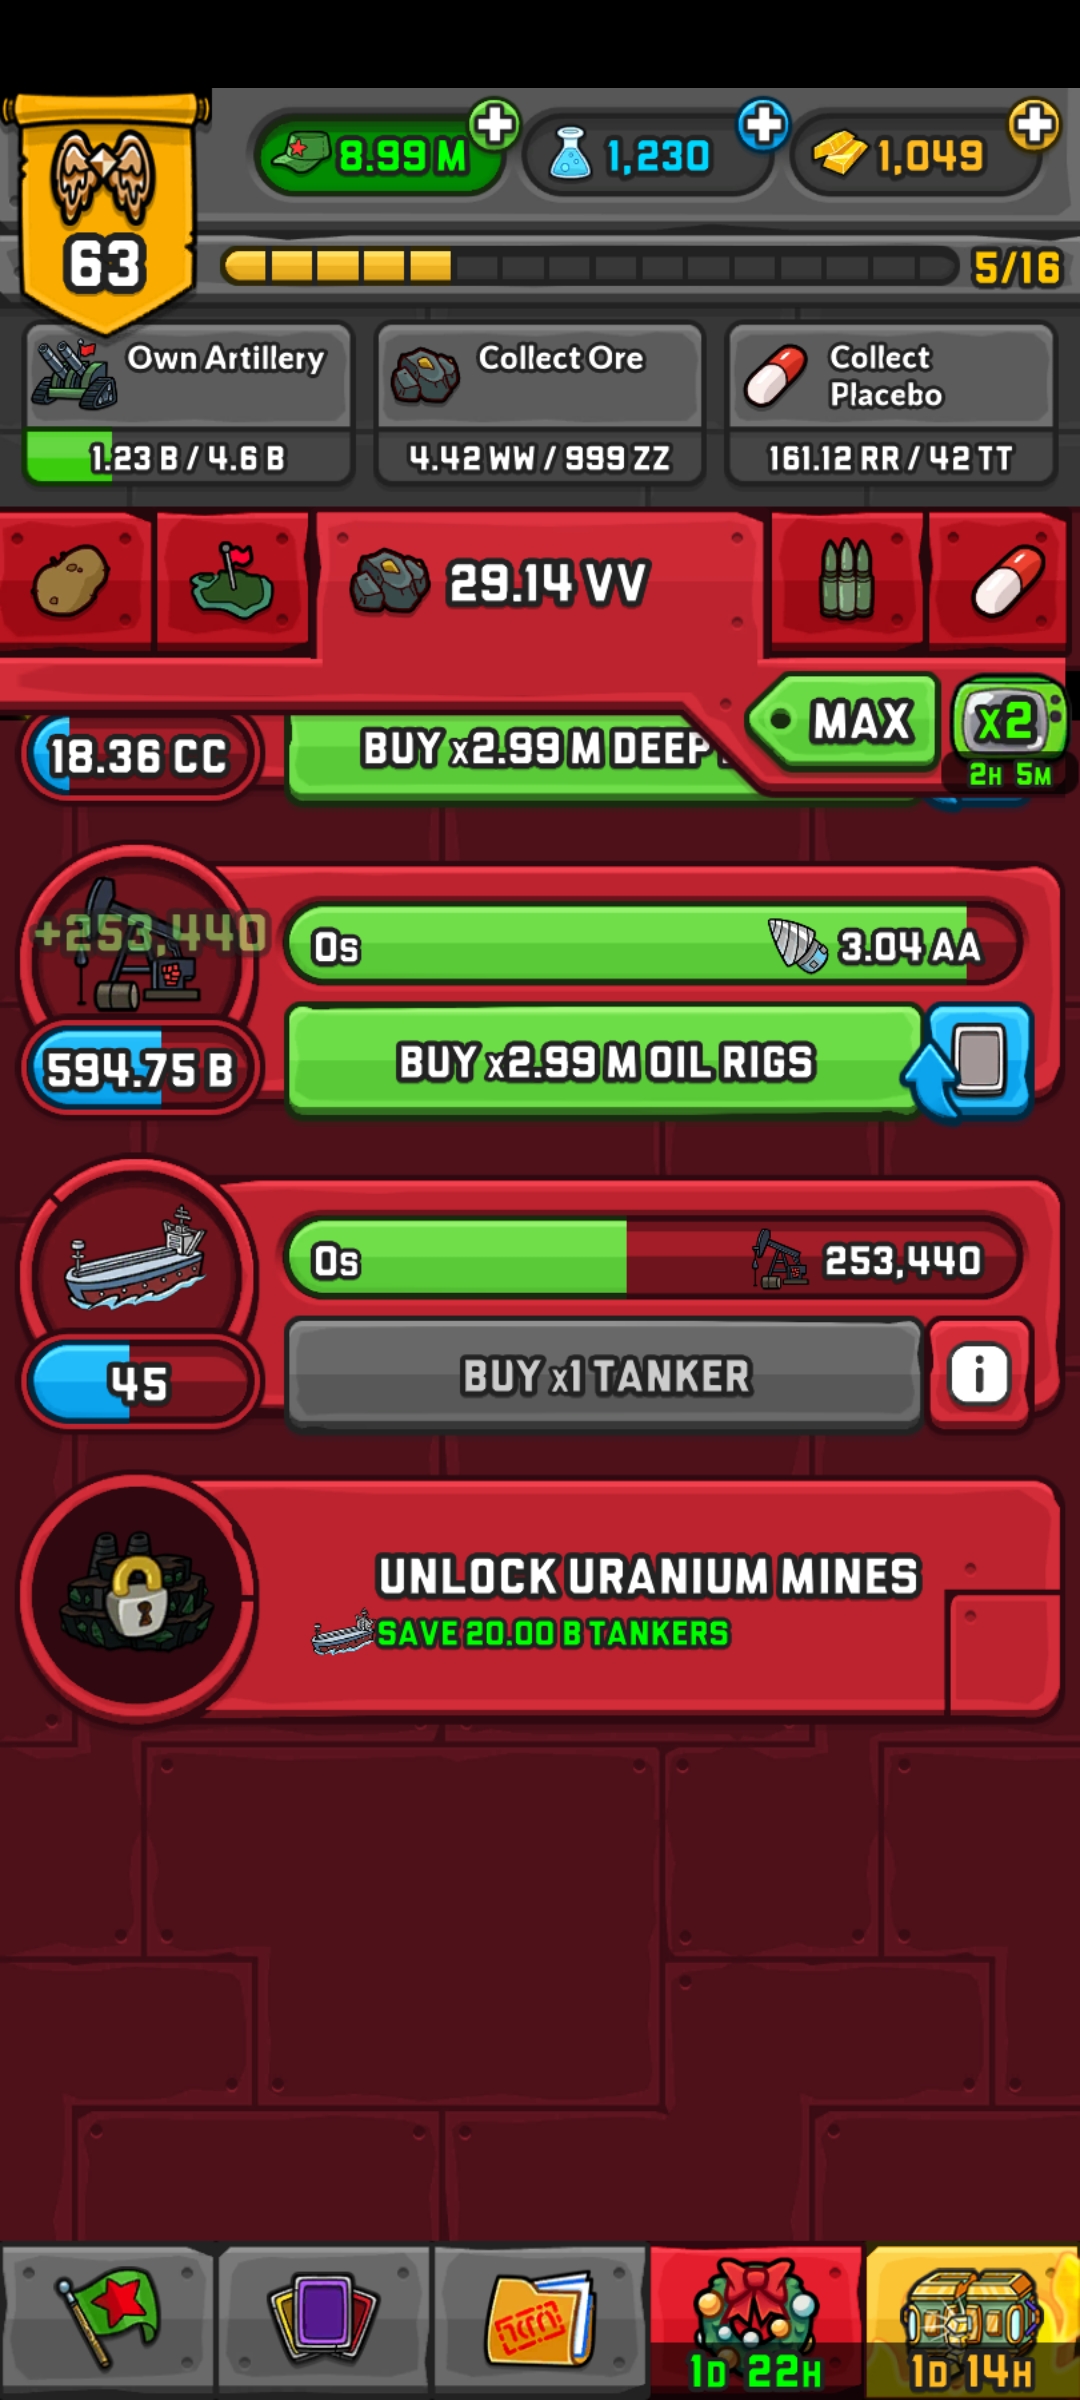 8.99 M
1,230
1,049
63
5/16
Own Artillery
1.23 B / 4.6 B
Collect Ore
4.42 WW / 999 ZZ
Collect
Placebo
161.12 RR / 42 TT
29.14 VV
MAX
x2
2H 5M
18.36 CC
BUY x2.99 M DEEP
+253,440
0s
3.04 AA
594.75 B
BUY x2.99 M OIL RIGS
0s
253,440
45
BUY x1 TANKER
i
UNLOCK URANIUM MINES
SAVE 20.00 B TANKERS
1D 22H
1D 14H